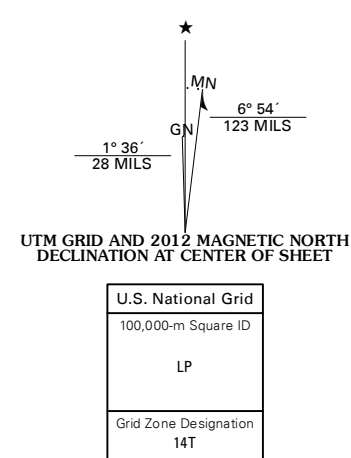 ★
MN
6° 54´
123 MILS
GN
1° 36´
28 MILS
UTM GRID AND 2012 MAGNETIC NORTH
DECLINATION AT CENTER OF SHEET
U.S. National Grid
100,000-m Square ID
LP
Grid Zone Designation
14T